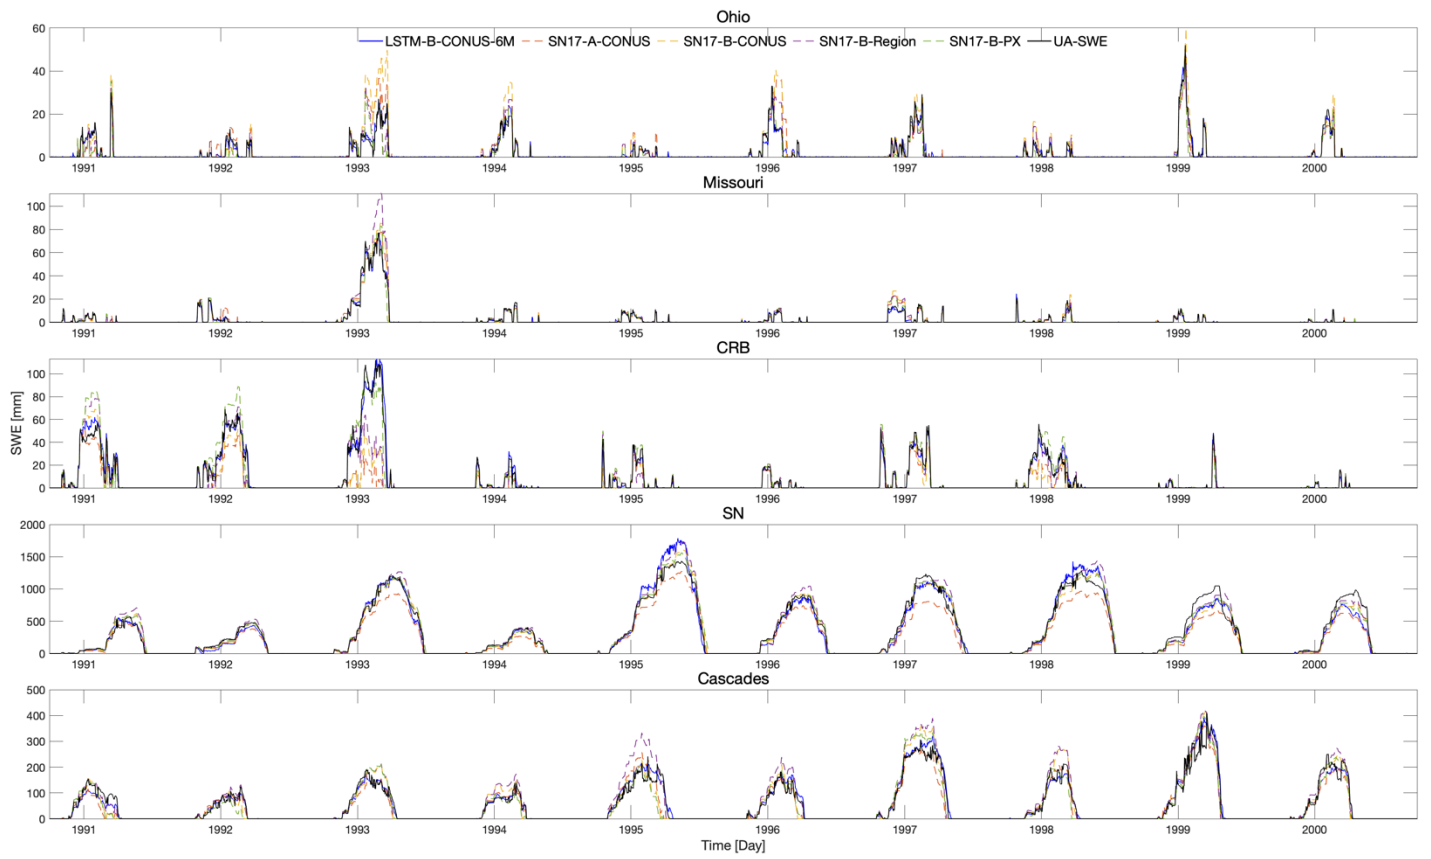 Ohio
LSTM-B-CONUS-6M SN17-A-CONUS SN17-B-CONUS SN17-B-Region SN17-B-PX UA-SWE
60
40
20
0
1991 1992 1993 1994 1995 1996 1997 1998 1999 2000
Missouri
100
80
60
40
20
0
1991 1992 1993 1994 1995 1996 1997 1998 1999 2000
CRB
SWE [mm]
100
80
60
40
20
0
1991 1992 1993 1994 1995 1996 1997 1998 1999 2000
SN
2000
1500
1000
500
0
1991 1992 1993 1994 1995 1996 1997 1998 1999 2000
Cascades
500
400
300
200
100
0
1991 1992 1993 1994 1995 1996 1997 1998 1999 2000
Time [Day]